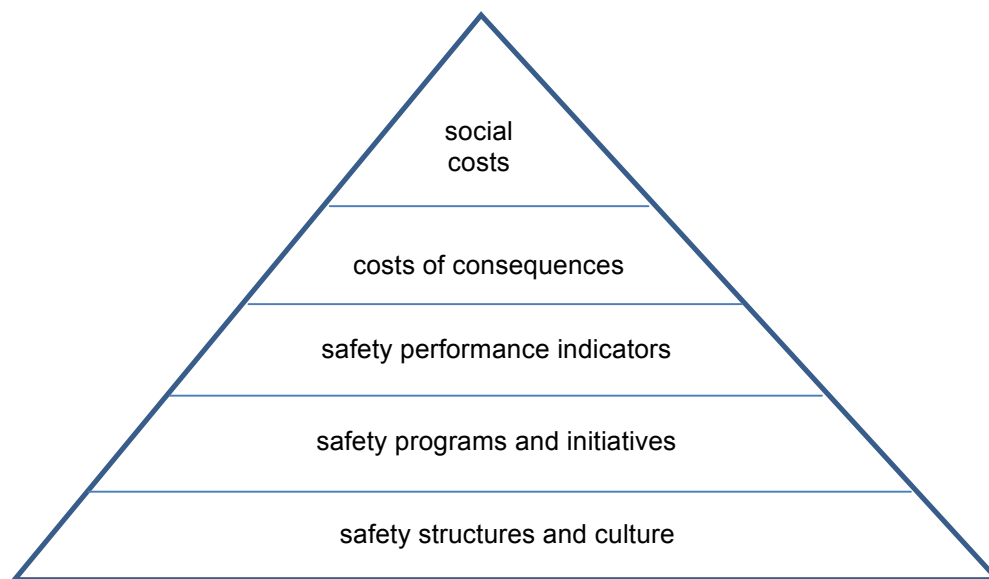 social
costs
costs of consequences
safety performance indicators
safety programs and initiatives
safety structures and culture